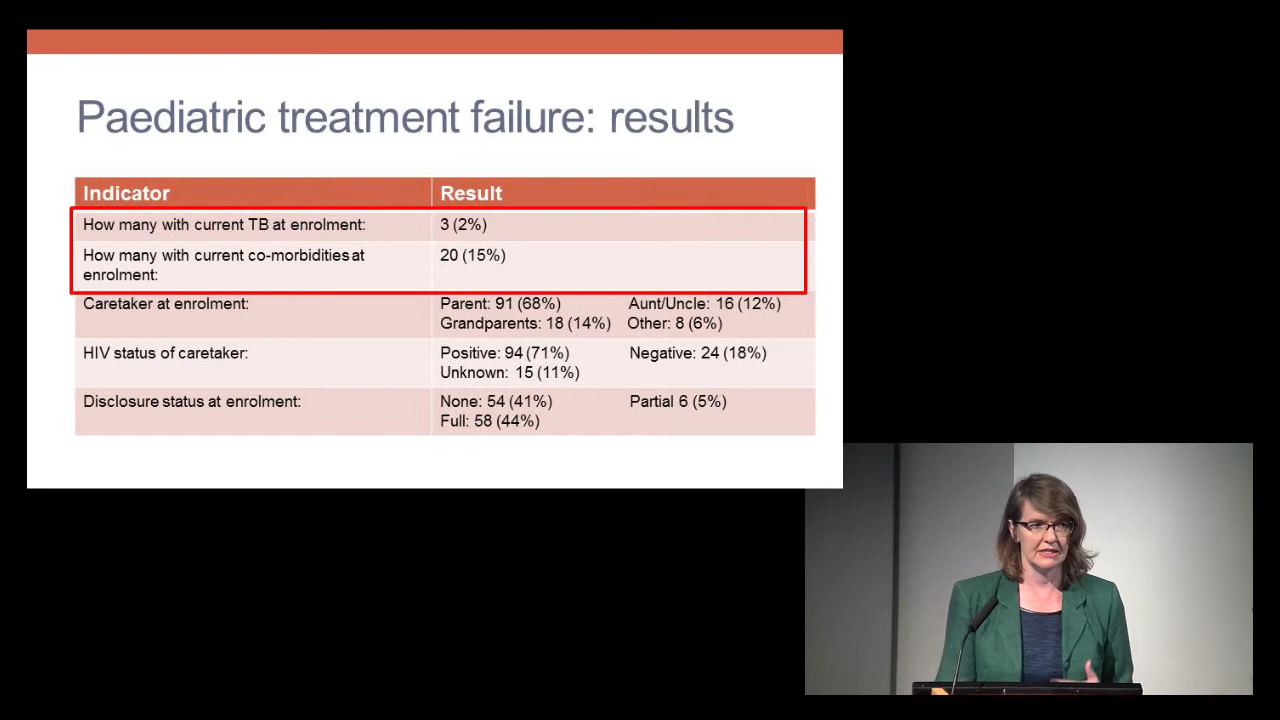 Paediatric treatment failure: results
Indicator Result
How many with current TB at enrolment: 3 (2%)
How many with current co-morbidities at 20 (15%)
enrolment:
Caretaker at enrolment: Parent: 91 (68%) Aunt/Uncle: 16 (12%)
Grandparents: 18 (14%) Other: 8 (6%)
HIV status of caretaker: Positive: 94 (71%) Negative: 24 (18%)
Unknown: 15 (11%)
Disclosure status at enrolment: None: 54 (41%) Partial 6 (5%)
Full: 58 (44%)